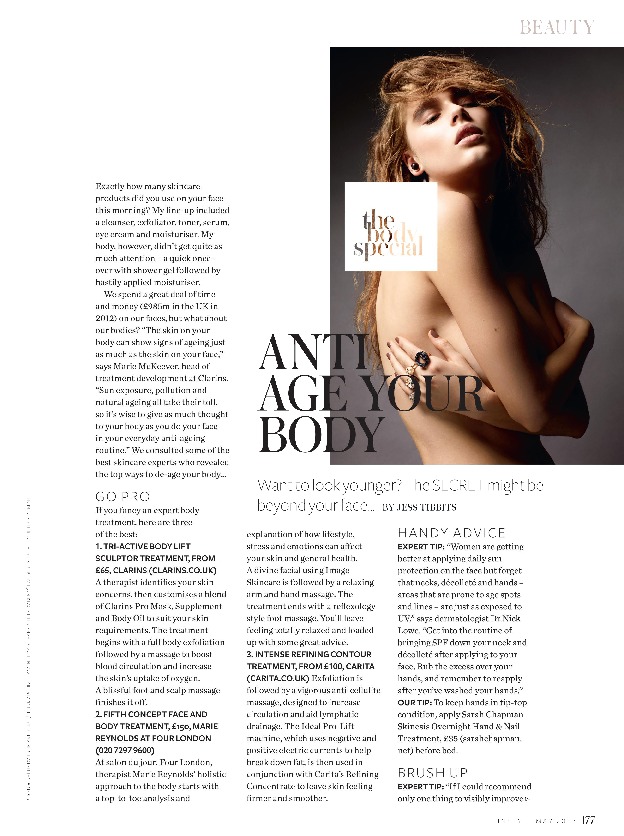 BEAUTY
the
body
special
ANTI
AGE YOUR
BODY
Want to look younger? The SECRET might be
beyond your face... BY JESS TIBBITS
Exactly how many skincare
products did you use on your face
this morning? My line-up included
a cleanser, exfoliator, toner, serum,
eye cream and moisturiser. My
body, however, didn't get quite as
much attention – a quick once-
over with shower gel followed by
hastily applied moisturiser.
We spend a great deal of time
and money (£985m in the UK in
2012) on our faces, but what about
our bodies? "The skin on your
body can show signs of ageing just
as much as the skin on your face,"
says Marie McKeever, head of
treatment development at Clarins.
"Sun exposure, pollution and
natural ageing all take their toll,
so it's wise to give as much thought
to your body as you do your face
in your everyday anti-ageing
routine." We consulted some of the
best skincare experts who revealed
the top ways to de-age your body...
GO PRO
If you fancy an expert body
treatment, here are three
of the best:
1. TRI-ACTIVE BODY LIFT
SCULPTOR TREATMENT, FROM
£65, CLARINS (CLARINS.CO.UK)
A therapist identifies your skin
concerns, then customises a blend
of Clarins Pro Mask, Supplement
and Body Oil to suit your skin
requirements. The treatment
begins with a full body exfoliation
followed by a massage to boost
blood circulation and increase
the skin's uptake of oxygen.
A blissful foot and scalp massage
finishes it off.
2. FIFTH CONCEPT FACE AND
BODY TREATMENT, £150, MARIE
REYNOLDS AT FOUR LONDON
(020 7297 9600)
At salon du jour, Four London,
therapist Marie Reynolds' holistic
approach to the body starts with
a top-to-toe analysis and
explanation of how lifestyle,
stress and emotions can affect
your skin and general health.
A divine facial using Image
Skincare is followed by a relaxing
arm and hand massage. The
treatment ends with a reflexology
style foot massage. You'll leave
feeling totally relaxed and loaded
up with some great advice.
3. INTENSE REFINING CONTOUR
TREATMENT, FROM £100, CARITA
(CARITA.CO.UK) Exfoliation is
followed by a vigorous anti-cellulite
massage, designed to increase
circulation and aid lymphatic
drainage. The Ideal Pro-Lift
machine, which uses negative and
positive electric currents to help
break down fat, is then used in
conjunction with Carita's Refining
Concentrate to leave skin feeling
firmer and smoother.
HANDY ADVICE
EXPERT TIP: "Women are getting
better at applying daily sun
protection on the face but forget
that necks, décolleté and hands –
areas that are prone to age spots
and lines – are just as exposed to
UV," says dermatologist Dr Nick
Lowe. "Get into the routine of
bringing SPF down your neck and
décolleté after applying to your
face. Rub the excess over your
hands, and remember to reapply
after you've washed your hands."
OUR TIP: To keep hands in tip-top
condition, apply Sarah Chapman
Skinesis Overnight Hand & Nail
Treatment, £35 (sarahchapman.
net) before bed.
BRUSH UP
EXPERT TIP: "If I could recommend
only one thing to visibly improve
177